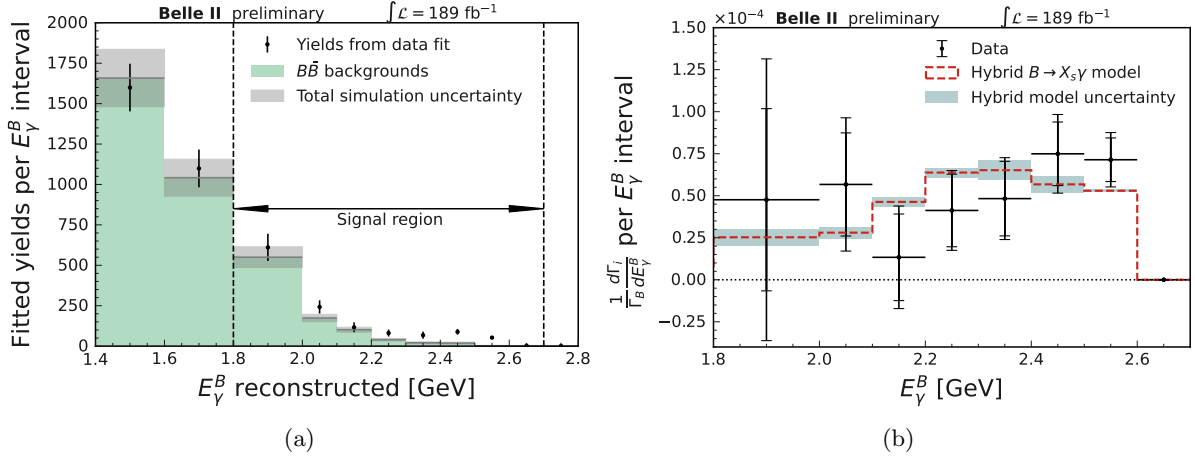 Belle II preliminary ∫ℒ = 189 fb⁻¹
Fitted yields per E_γ^B interval
2000
1750
1500
1250
1000
750
500
250
0
Yields from data fit
BB̄ backgrounds
Total simulation uncertainty
Signal region
1.4 1.6 1.8 2.0 2.2 2.4 2.6 2.8
E_γ^B reconstructed [GeV]
(a)
×10⁻⁴ Belle II preliminary ∫ℒ = 189 fb⁻¹
1/Γ_B dΓ_i/dE_γ^B per E_γ^B interval
1.50
1.25
1.00
0.75
0.50
0.25
0.00
−0.25
Data
Hybrid B → X_sγ model
Hybrid model uncertainty
1.8 2.0 2.2 2.4 2.6
E_γ^B [GeV]
(b)